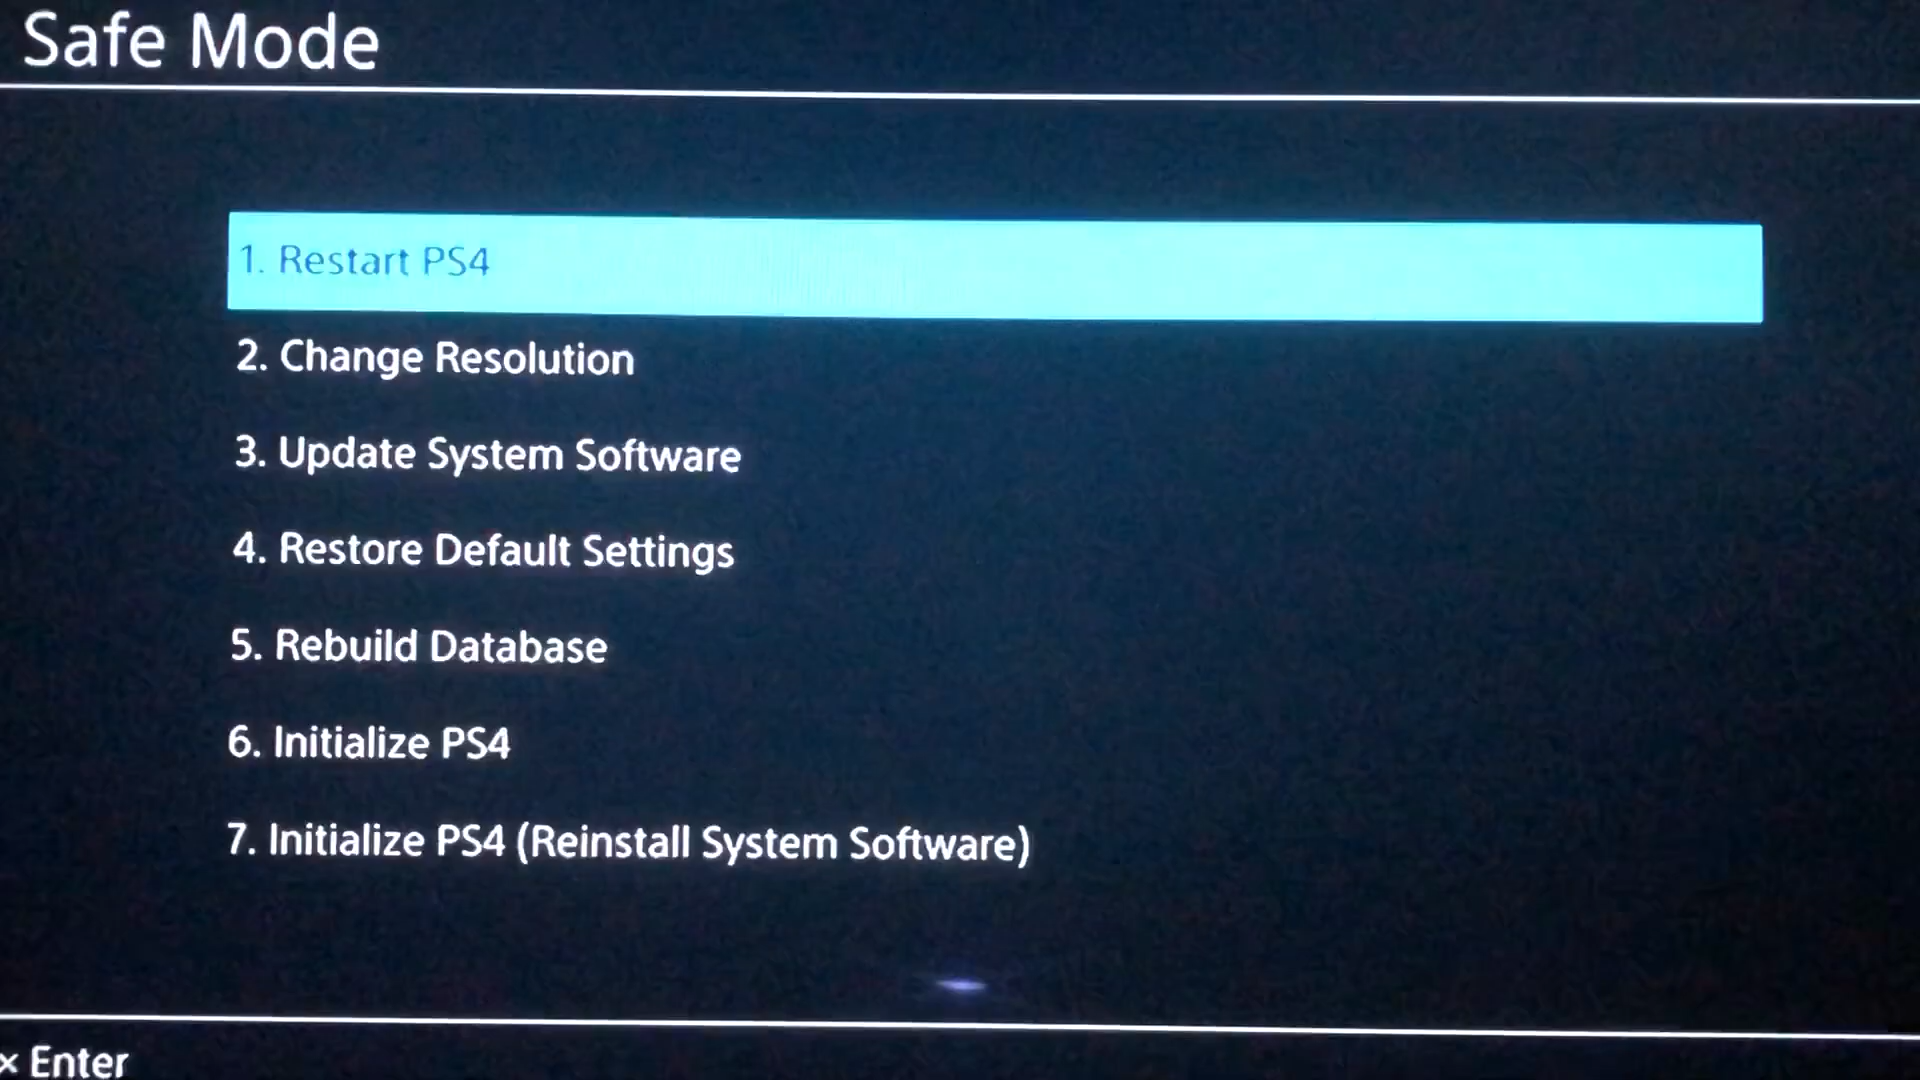 Safe Mode
1. Restart PS4
2. Change Resolution
3. Update System Software
4. Restore Default Settings
5. Rebuild Database
6. Initialize PS4
7. Initialize PS4 (Reinstall System Software)
× Enter